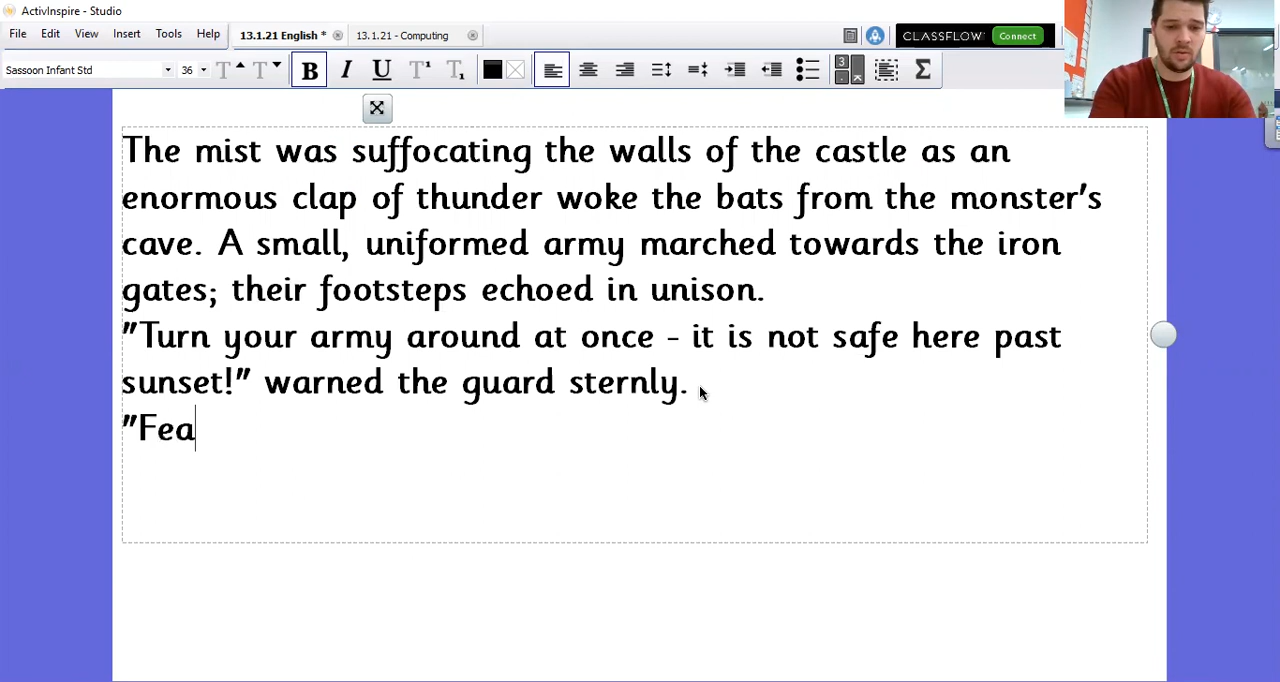 ActivInspire - Studio
File Edit View Insert Tools Help 13.1.21 English * 13.1.21 - Computing CLASSFLOW Connect
Sassoon Infant Std 36 T T B I U T¹ T₁ Σ
The mist was suffocating the walls of the castle as an
enormous clap of thunder woke the bats from the monster's
cave. A small, uniformed army marched towards the iron
gates; their footsteps echoed in unison.
"Turn your army around at once - it is not safe here past
sunset!" warned the guard sternly.
"Fea